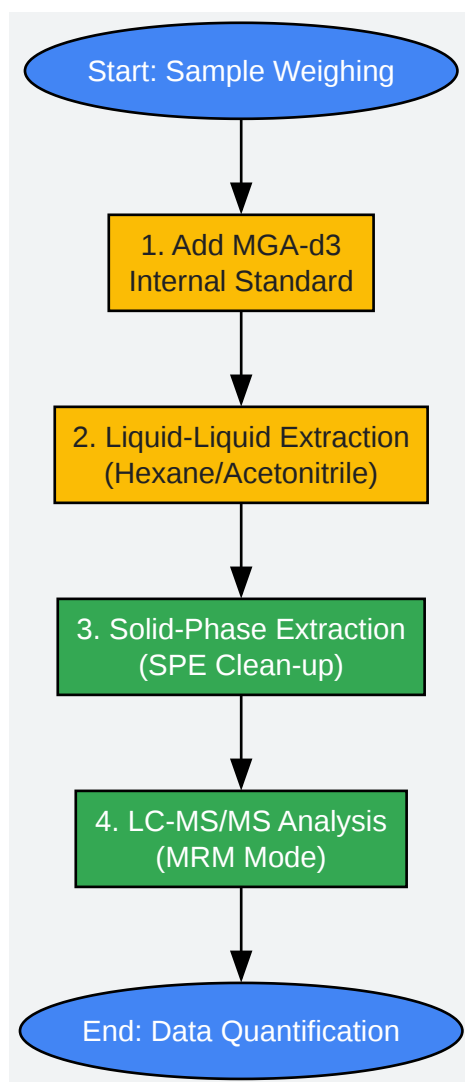 Start: Sample Weighing
1. Add MGA-d3
Internal Standard
2. Liquid-Liquid Extraction
(Hexane/Acetonitrile)
3. Solid-Phase Extraction
(SPE Clean-up)
4. LC-MS/MS Analysis
(MRM Mode)
End: Data Quantification